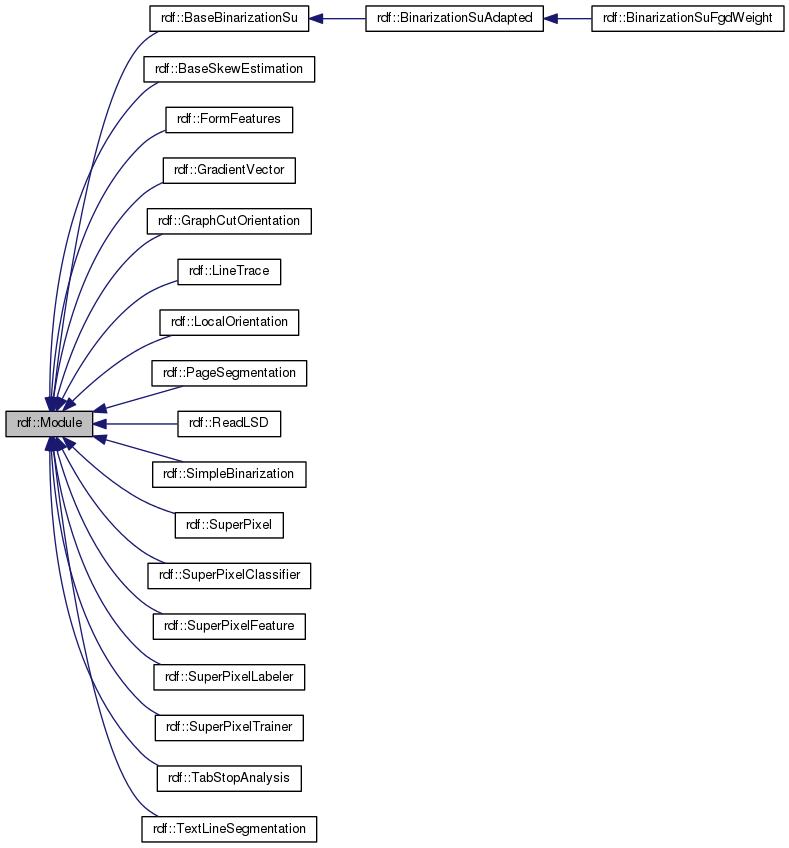 rdf::BaseBinarizationSu
rdf::BinarizationSuAdapted
rdf::BinarizationSuFgdWeight
rdf::BaseSkewEstimation
rdf::FormFeatures
rdf::GradientVector
rdf::GraphCutOrientation
rdf::LineTrace
rdf::LocalOrientation
rdf::PageSegmentation
rdf::Module
rdf::ReadLSD
rdf::SimpleBinarization
rdf::SuperPixel
rdf::SuperPixelClassifier
rdf::SuperPixelFeature
rdf::SuperPixelLabeler
rdf::SuperPixelTrainer
rdf::TabStopAnalysis
rdf::TextLineSegmentation